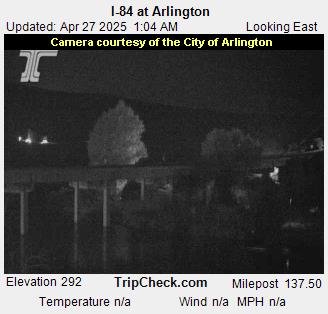 I-84 at Arlington
Updated: Apr 27 2025 1:04 AM Looking East
Camera courtesy of the City of Arlington
Elevation 292 TripCheck.com Milepost 137.50
Temperature n/a Wind n/a MPH n/a